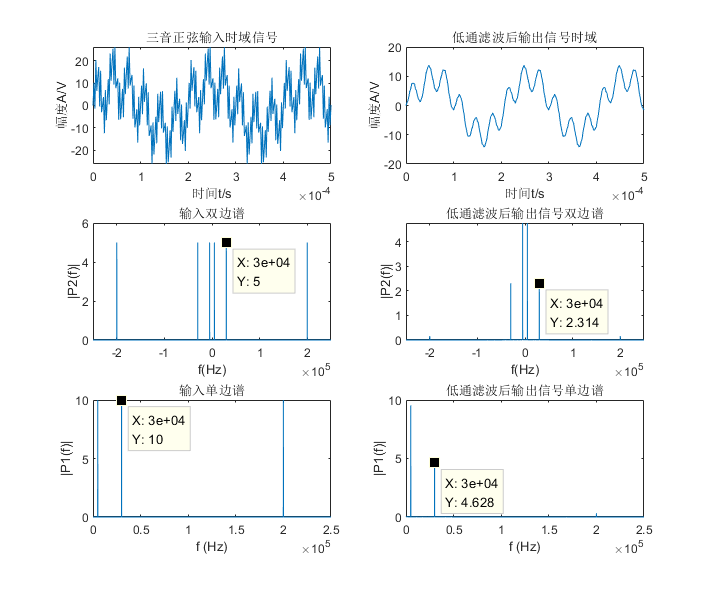 三音正弦输入时域信号
幅度A/V
20
10
0
-10
-20
0
1
2
3
4
5
时间t/s
×10^-4
低通滤波后输出信号时域
幅度A/V
20
10
0
-10
-20
0
1
2
3
4
5
时间t/s
×10^-4
输入双边谱
|P2(f)|
6
4
2
0
X: 3e+04
Y: 5
-2
-1
0
1
2
f(Hz)
×10^5
低通滤波后输出信号双边谱
|P2(f)|
4
3
2
1
0
X: 3e+04
Y: 2.314
-2
-1
0
1
2
f(Hz)
×10^5
输入单边谱
|P1(f)|
10
5
0
X: 3e+04
Y: 10
0
0.5
1
1.5
2
2.5
f (Hz)
×10^5
低通滤波后输出信号单边谱
|P1(f)|
10
5
0
X: 3e+04
Y: 4.628
0
0.5
1
1.5
2
2.5
f (Hz)
×10^5